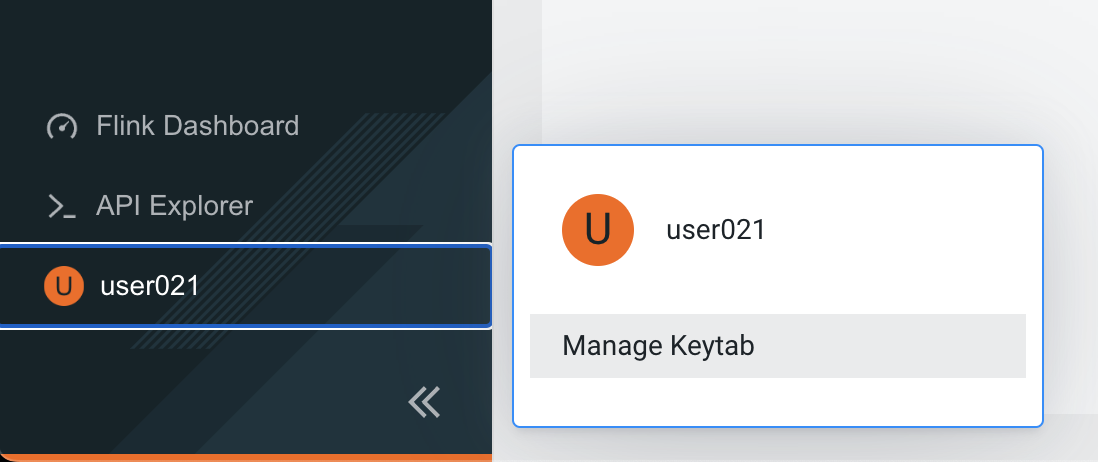 Flink Dashboard
API Explorer
U user021
U user021
Manage Keytab